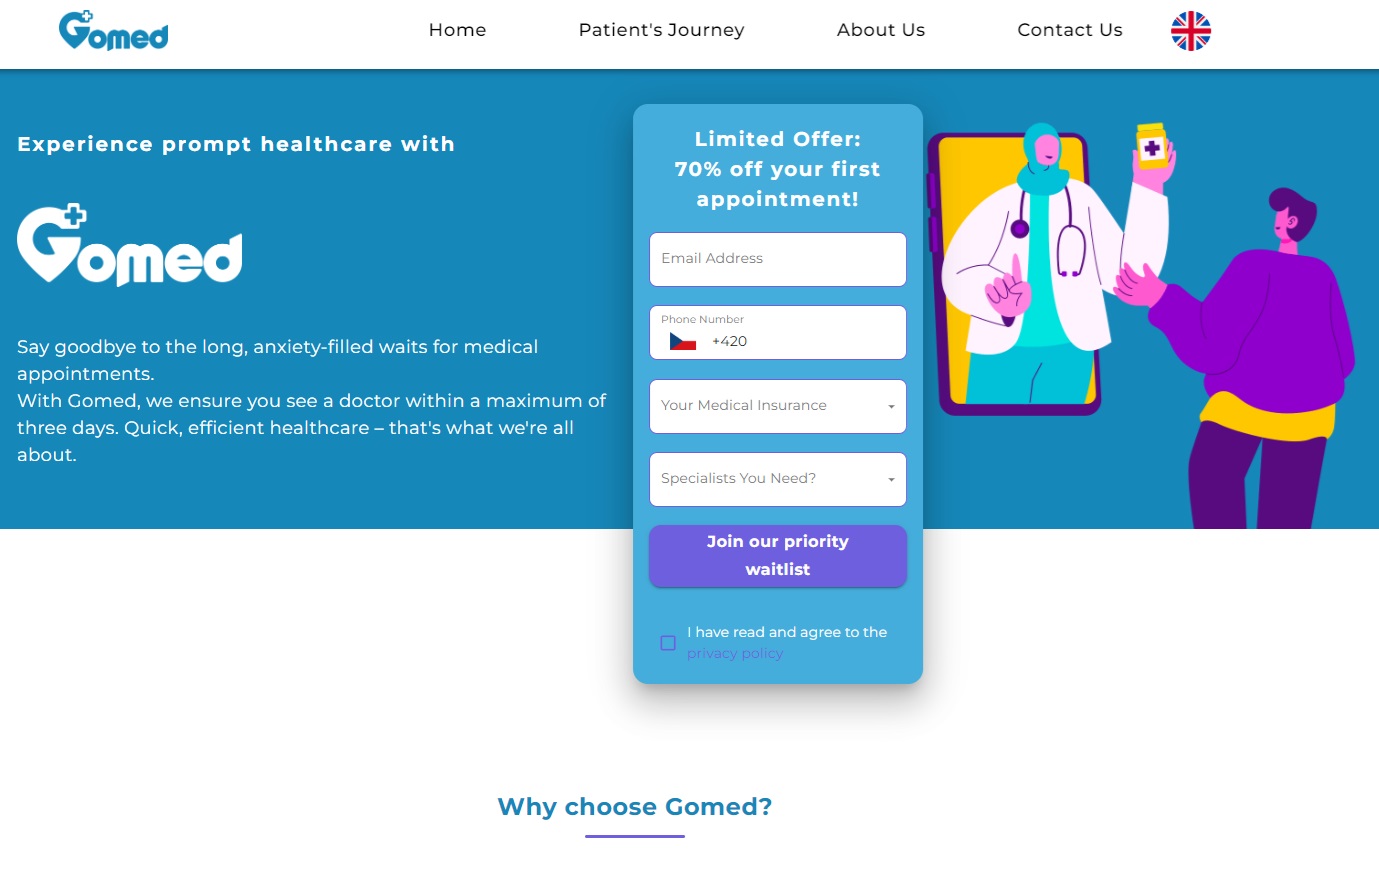 Gomed
Home
Patient's Journey
About Us
Contact Us
Experience prompt healthcare with
Gomed
Say goodbye to the long, anxiety-filled waits for medical
appointments.
With Gomed, we ensure you see a doctor within a maximum of
three days. Quick, efficient healthcare – that's what we're all
about.
Limited Offer:
70% off your first
appointment!
Email Address
Phone Number
+420
Your Medical Insurance
Specialists You Need?
Join our priority
waitlist
I have read and agree to the
privacy policy
Why choose Gomed?